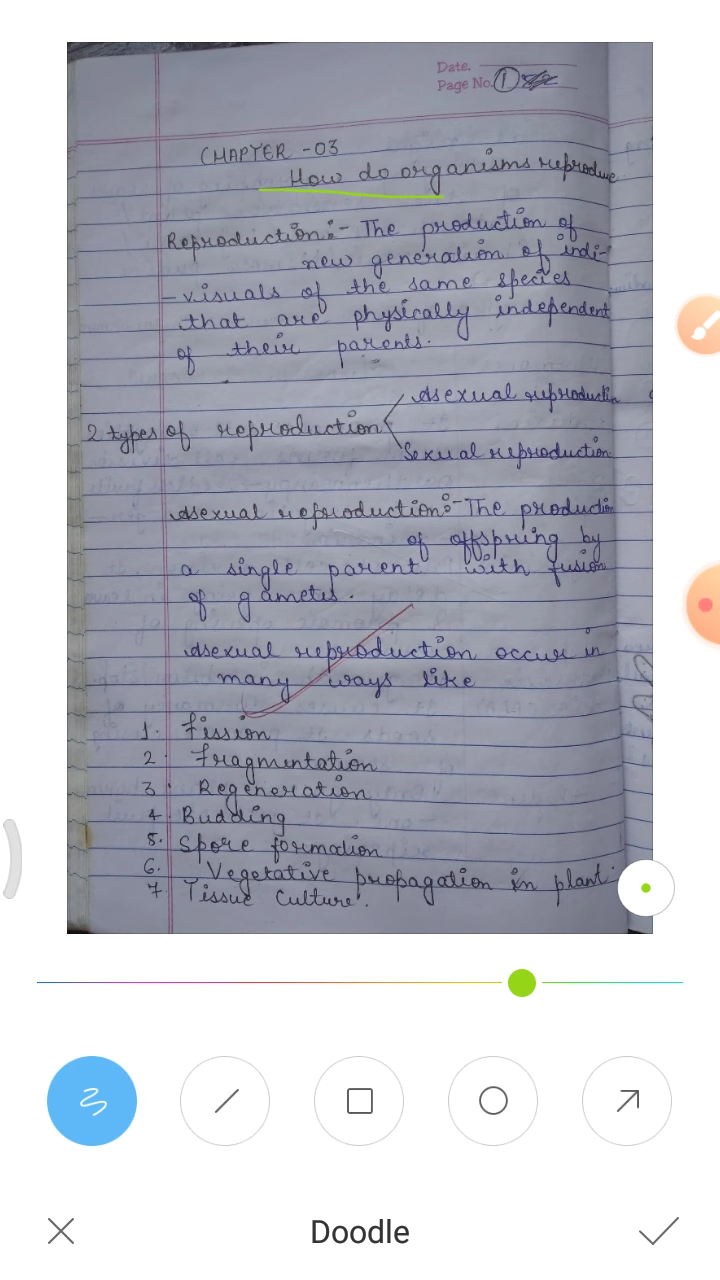 Date.
Page No. 1
CHAPTER - 03
How do organisms reproduce
Reproduction:- The production of
new generation of indi-
-visuals of the same species
that are physically independent
of their parents.
Asexual reproductin
2 types of reproduction
Sexual reproduction
Asexual reproduction:- The productin
of offspring by
a single parent with fusion
of gametes.
Asexual reproduction occur in
many ways like
1. Fission
2. Fragmentation
3. Regeneration
4. Budding
5. Spore formation
6. Vegetative propagation in plant.
7. Tissue Culture.
Doodle